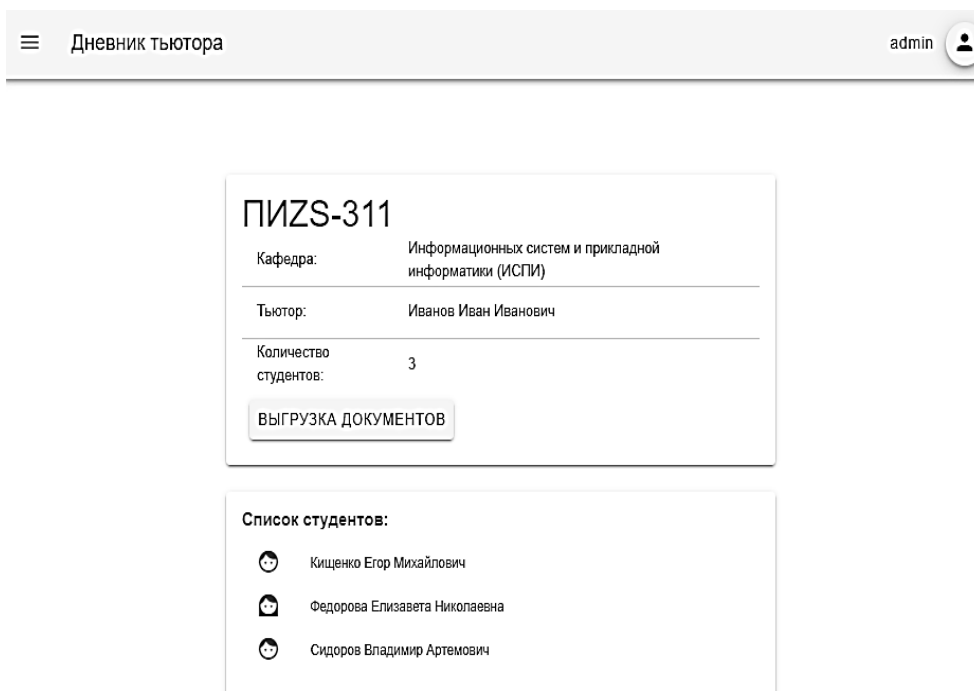 Дневник тьютора
admin
ПИZS-311
Кафедра:
Информационных систем и прикладной
информатики (ИСПИ)
Тьютор:
Иванов Иван Иванович
Количество
студентов:
3
ВЫГРУЗКА ДОКУМЕНТОВ
Список студентов:
Кищенко Егор Михайлович
Федорова Елизавета Николаевна
Сидоров Владимир Артемович